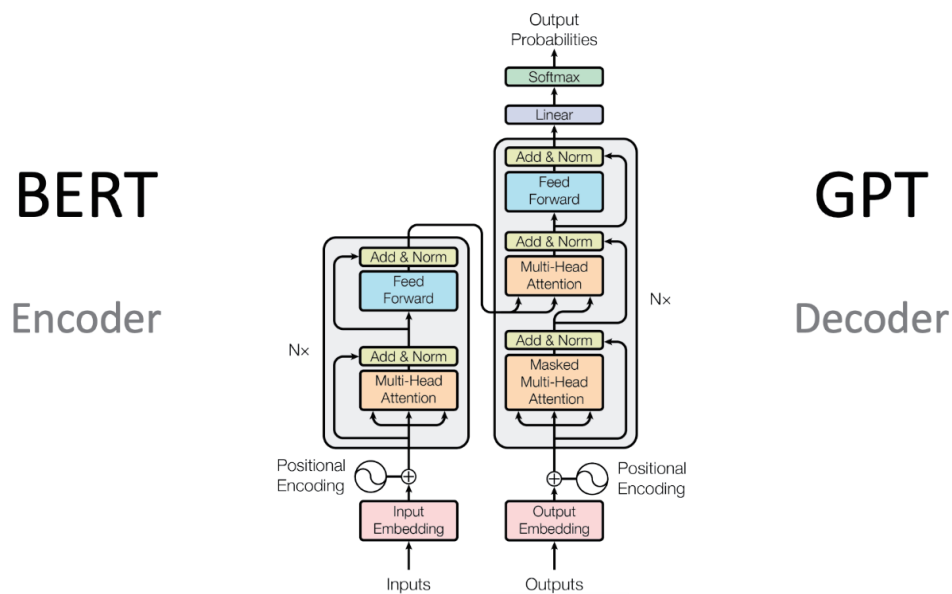 Output
Probabilities
Softmax
Linear
Add & Norm
Feed
Forward
Add & Norm
Multi-Head
Attention
Nx
Add & Norm
Masked
Multi-Head
Attention
Positional
Encoding
Output
Embedding
Outputs
BERT
Encoder
Add & Norm
Feed
Forward
Nx
Add & Norm
Multi-Head
Attention
Positional
Encoding
Input
Embedding
Inputs
GPT
Decoder